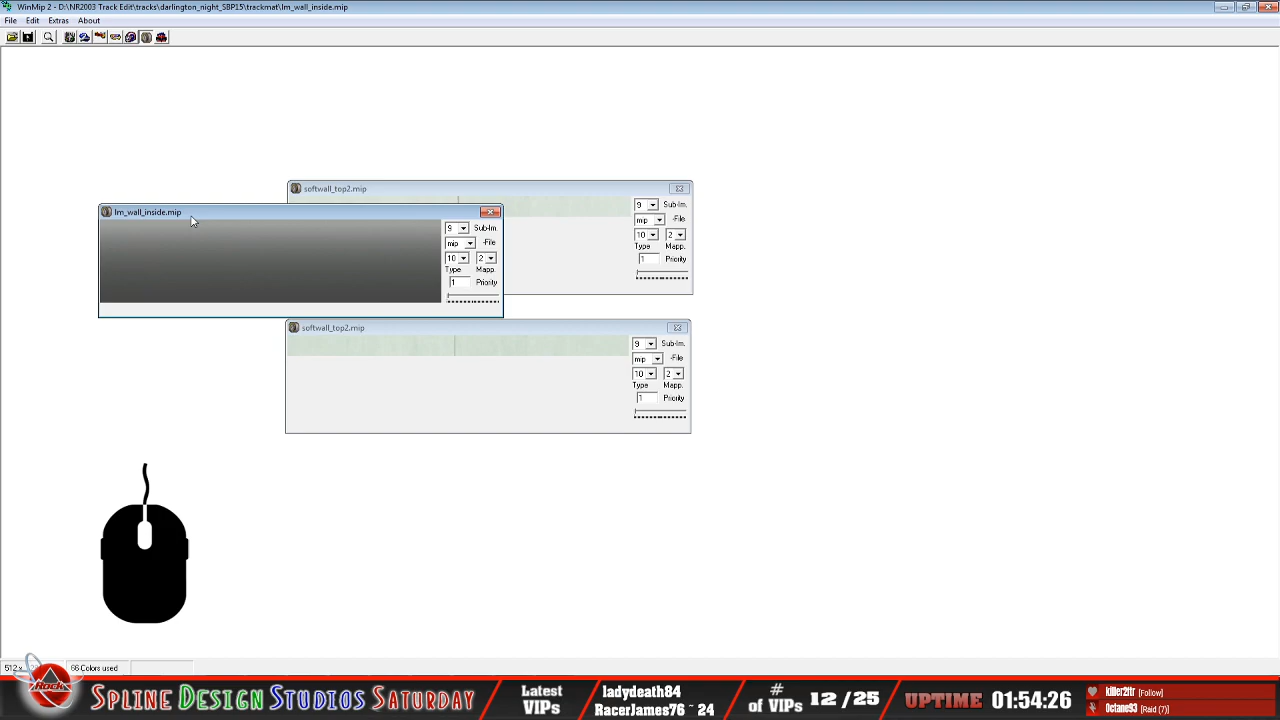 WinMip 2 - D:\NR2003 Track Edit\tracks\darlington_night_SBP15\trackmat\lm_wall_inside.mip
File Edit Extras About
softwall_top2.mip
9 Sub-Im.
mip -File
10 2
Type Mapp.
1 Priority
lm_wall_inside.mip
9 Sub-Im.
mip -File
10 2
Type Mapp.
1 Priority
softwall_top2.mip
9 Sub-Im.
mip -File
10 2
Type Mapp.
1 Priority
512 x
66 Colors used
SPLINE DESIGN STUDIOS SATURDAY
Latest VIPs
ladydeath84
RacerJames76 ~ 24
# of VIPs
12 / 25
UPTIME 01:54:26
killer2ltr [Follow]
Octane93 [Raid (7)]